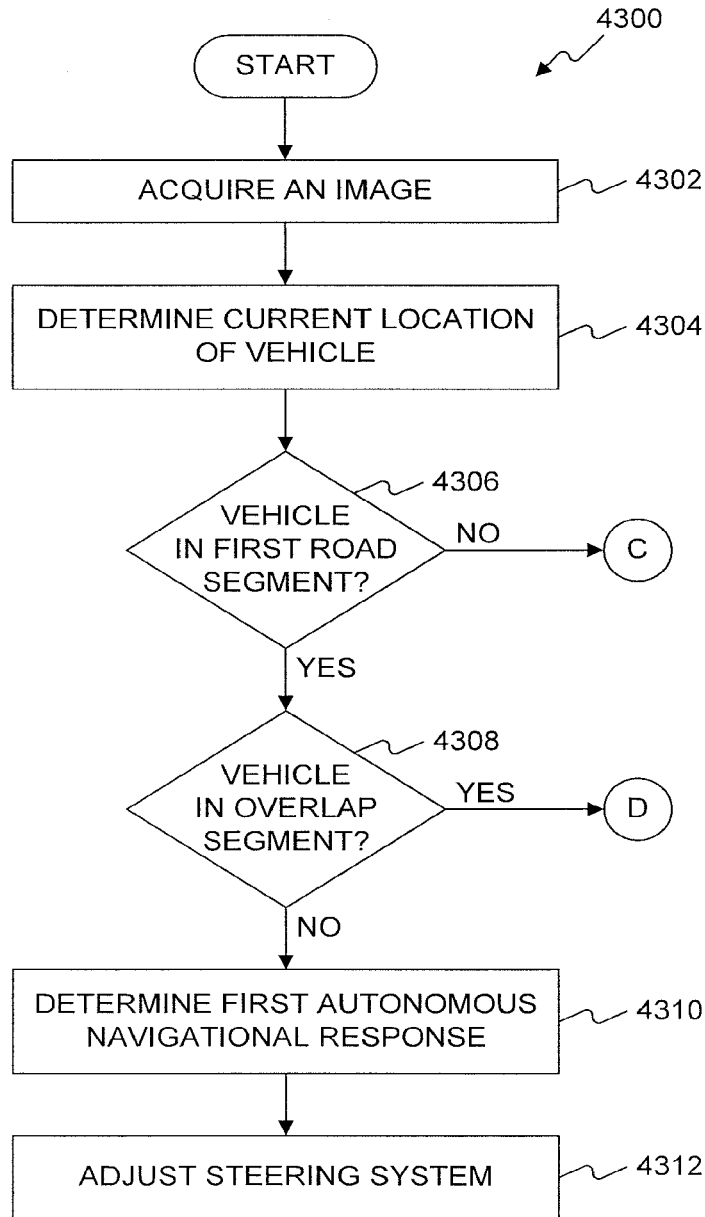 4300
START
ACQUIRE AN IMAGE
4302
DETERMINE CURRENT LOCATION
OF VEHICLE
4304
4306
VEHICLE
IN FIRST ROAD
SEGMENT?
NO
C
YES
4308
VEHICLE
IN OVERLAP
SEGMENT?
YES
D
NO
DETERMINE FIRST AUTONOMOUS
NAVIGATIONAL RESPONSE
4310
ADJUST STEERING SYSTEM
4312